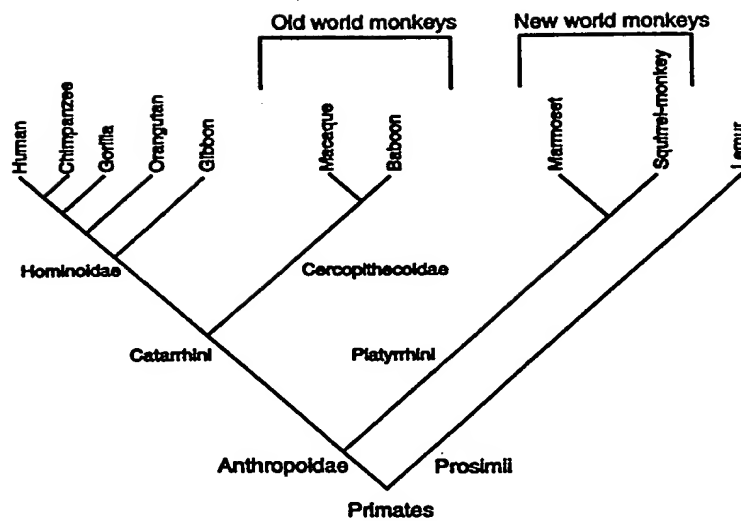 Old world monkeys
New world monkeys
Human
Chimpanzee
Gorilla
Orangutan
Gibbon
Macaque
Baboon
Marmoset
Squirrel-monkey
Lemur
Hominoidae
Cercopithecoidae
Catarrhini
Platyrrhini
Anthropoidae
Prosimii
Primates